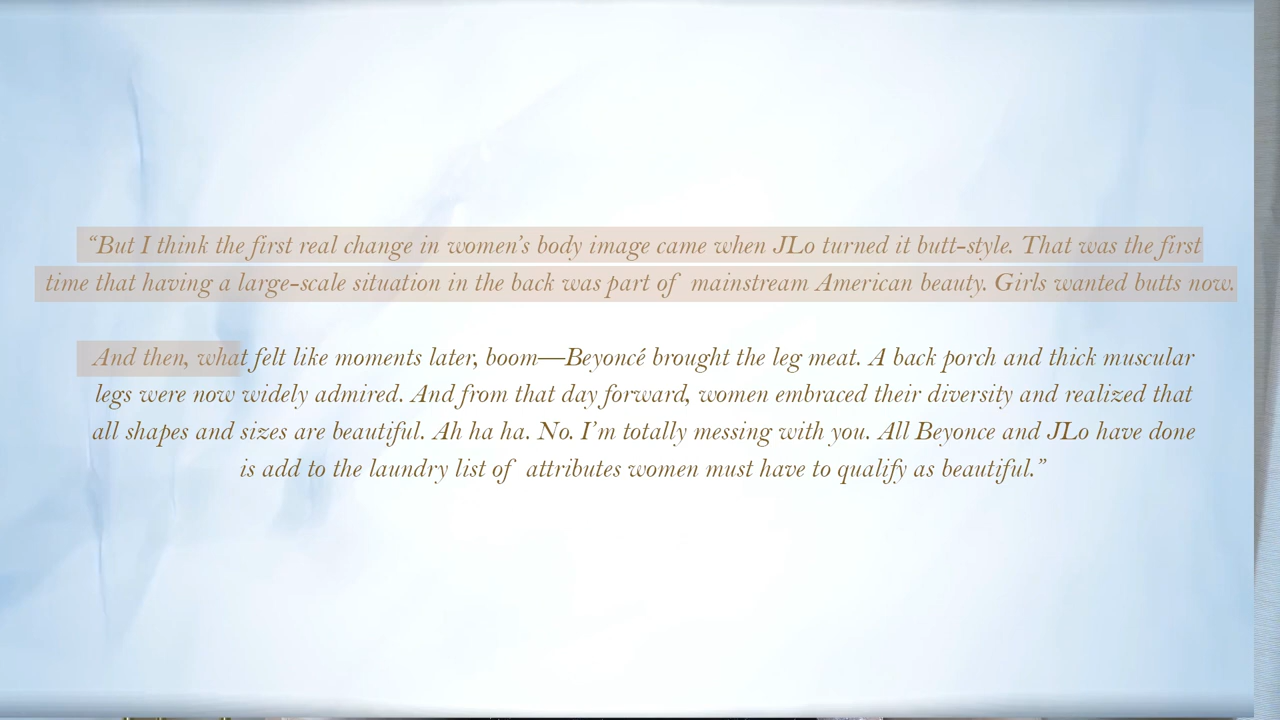 “But I think the first real change in women’s body image came when JLo turned it butt-style. That was the first
time that having a large-scale situation in the back was part of mainstream American beauty. Girls wanted butts now.
And then, what felt like moments later, boom—Beyoncé brought the leg meat. A back porch and thick muscular
legs were now widely admired. And from that day forward, women embraced their diversity and realized that
all shapes and sizes are beautiful. Ah ha ha. No. I’m totally messing with you. All Beyonce and JLo have done
is add to the laundry list of attributes women must have to qualify as beautiful.”